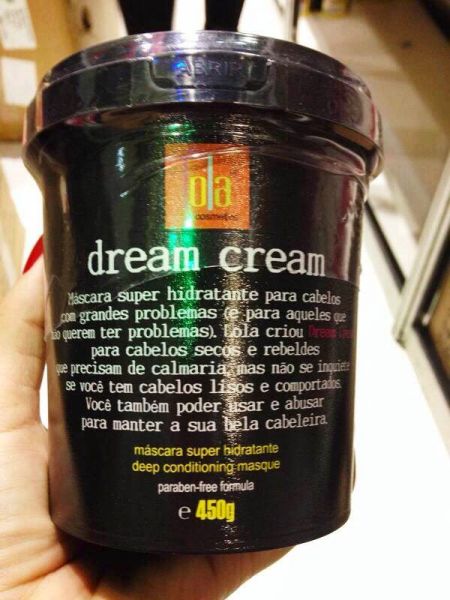 ABRIR
ola
cosmetics
dream cream
Máscara super hidratante para cabelos
com grandes problemas (e para aqueles que
não querem ter problemas). Lola criou Dream Cream
para cabelos secos e rebeldes
que precisam de calmaria, mas não se inquiete
se você tem cabelos lisos e comportados.
Você também poder usar e abusar
para manter a sua bela cabeleira.
máscara super hidratante
deep conditioning masque
paraben-free formula
e 450g